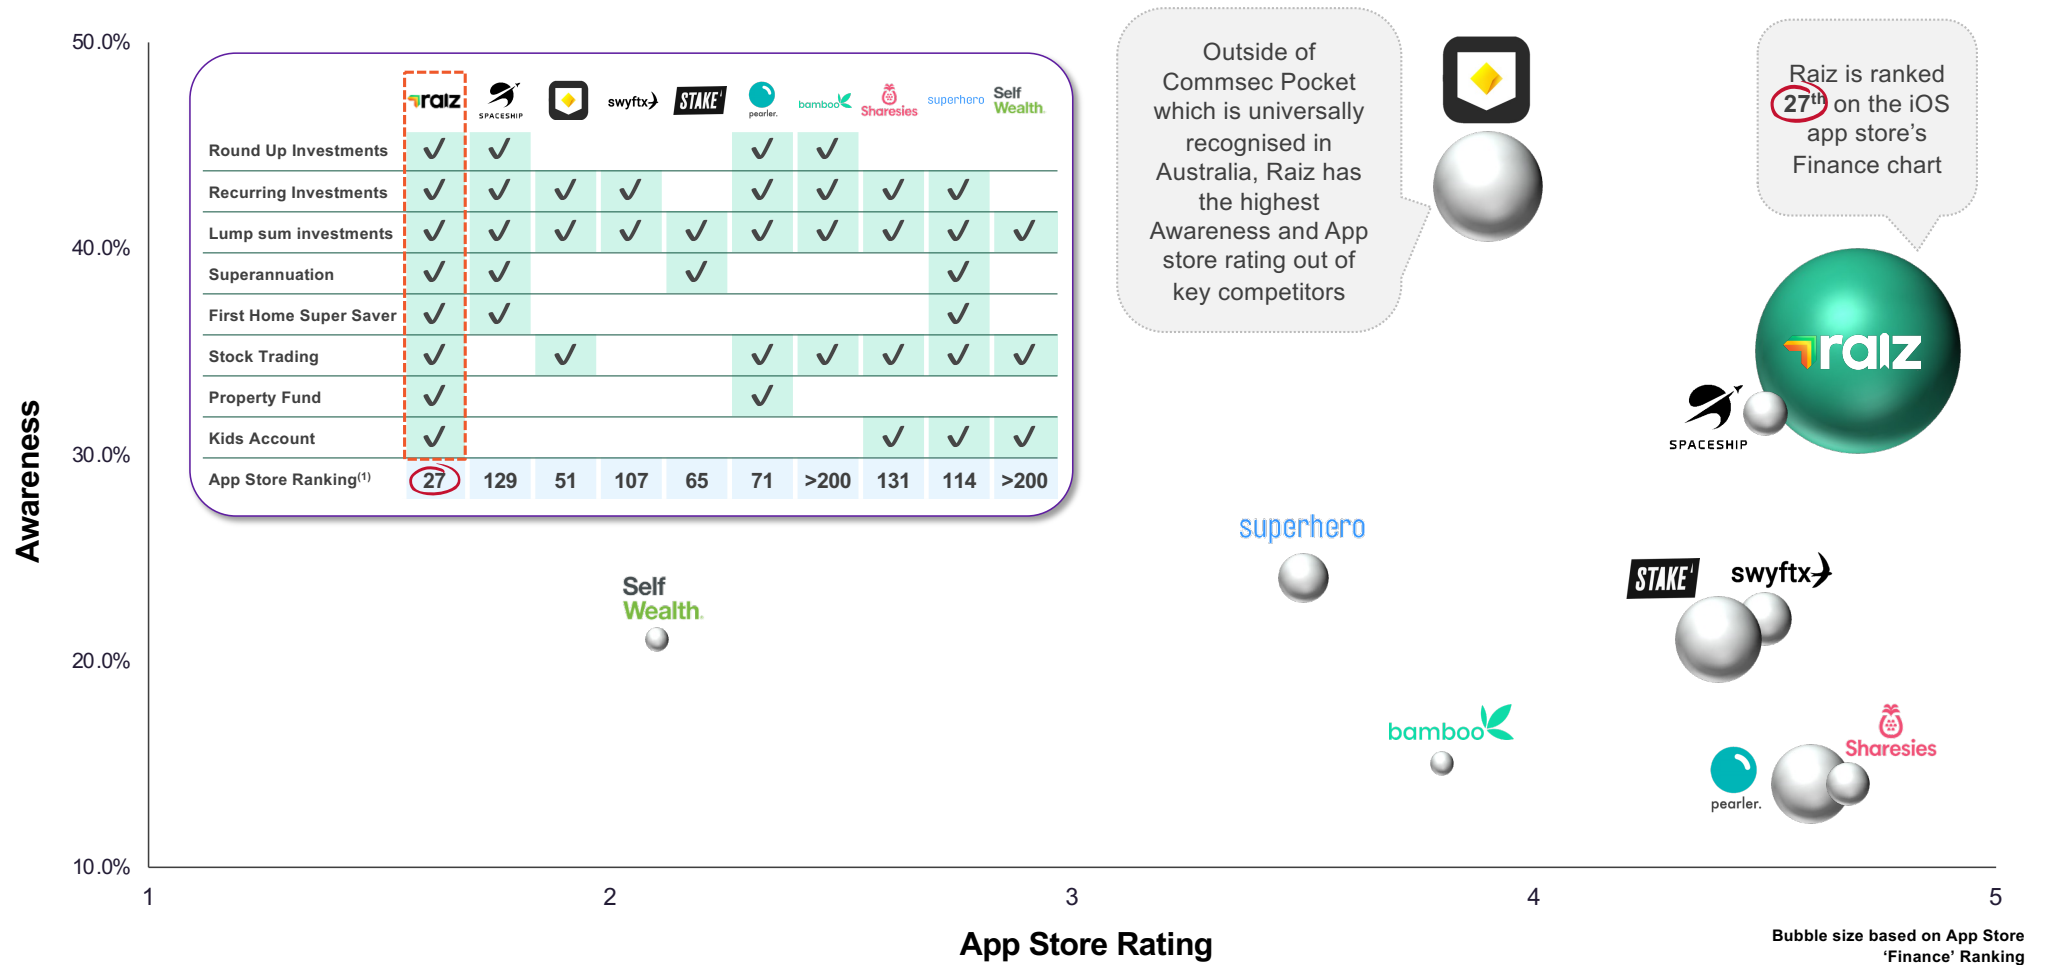 50.0%
40.0%
30.0%
20.0%
10.0%
Awareness
raiz
SPACESHIP
swyftx
STAKE
pearler.
bamboo
Sharesies
superhero
Self
Wealth.
Round Up Investments
Recurring Investments
Lump sum investments
Superannuation
First Home Super Saver
Stock Trading
Property Fund
Kids Account
App Store Ranking(1) 27 129 51 107 65 71 >200 131 114 >200
Outside of
Commsec Pocket
which is universally
recognised in
Australia, Raiz has
the highest
Awareness and App
store rating out of
key competitors
Raiz is ranked
27th on the iOS
app store's
Finance chart
raiz
SPACESHIP
superhero
Self
Wealth.
STAKE
swyftx
bamboo
Sharesies
pearler.
1 2 3 4 5
App Store Rating
Bubble size based on App Store
‘Finance’ Ranking